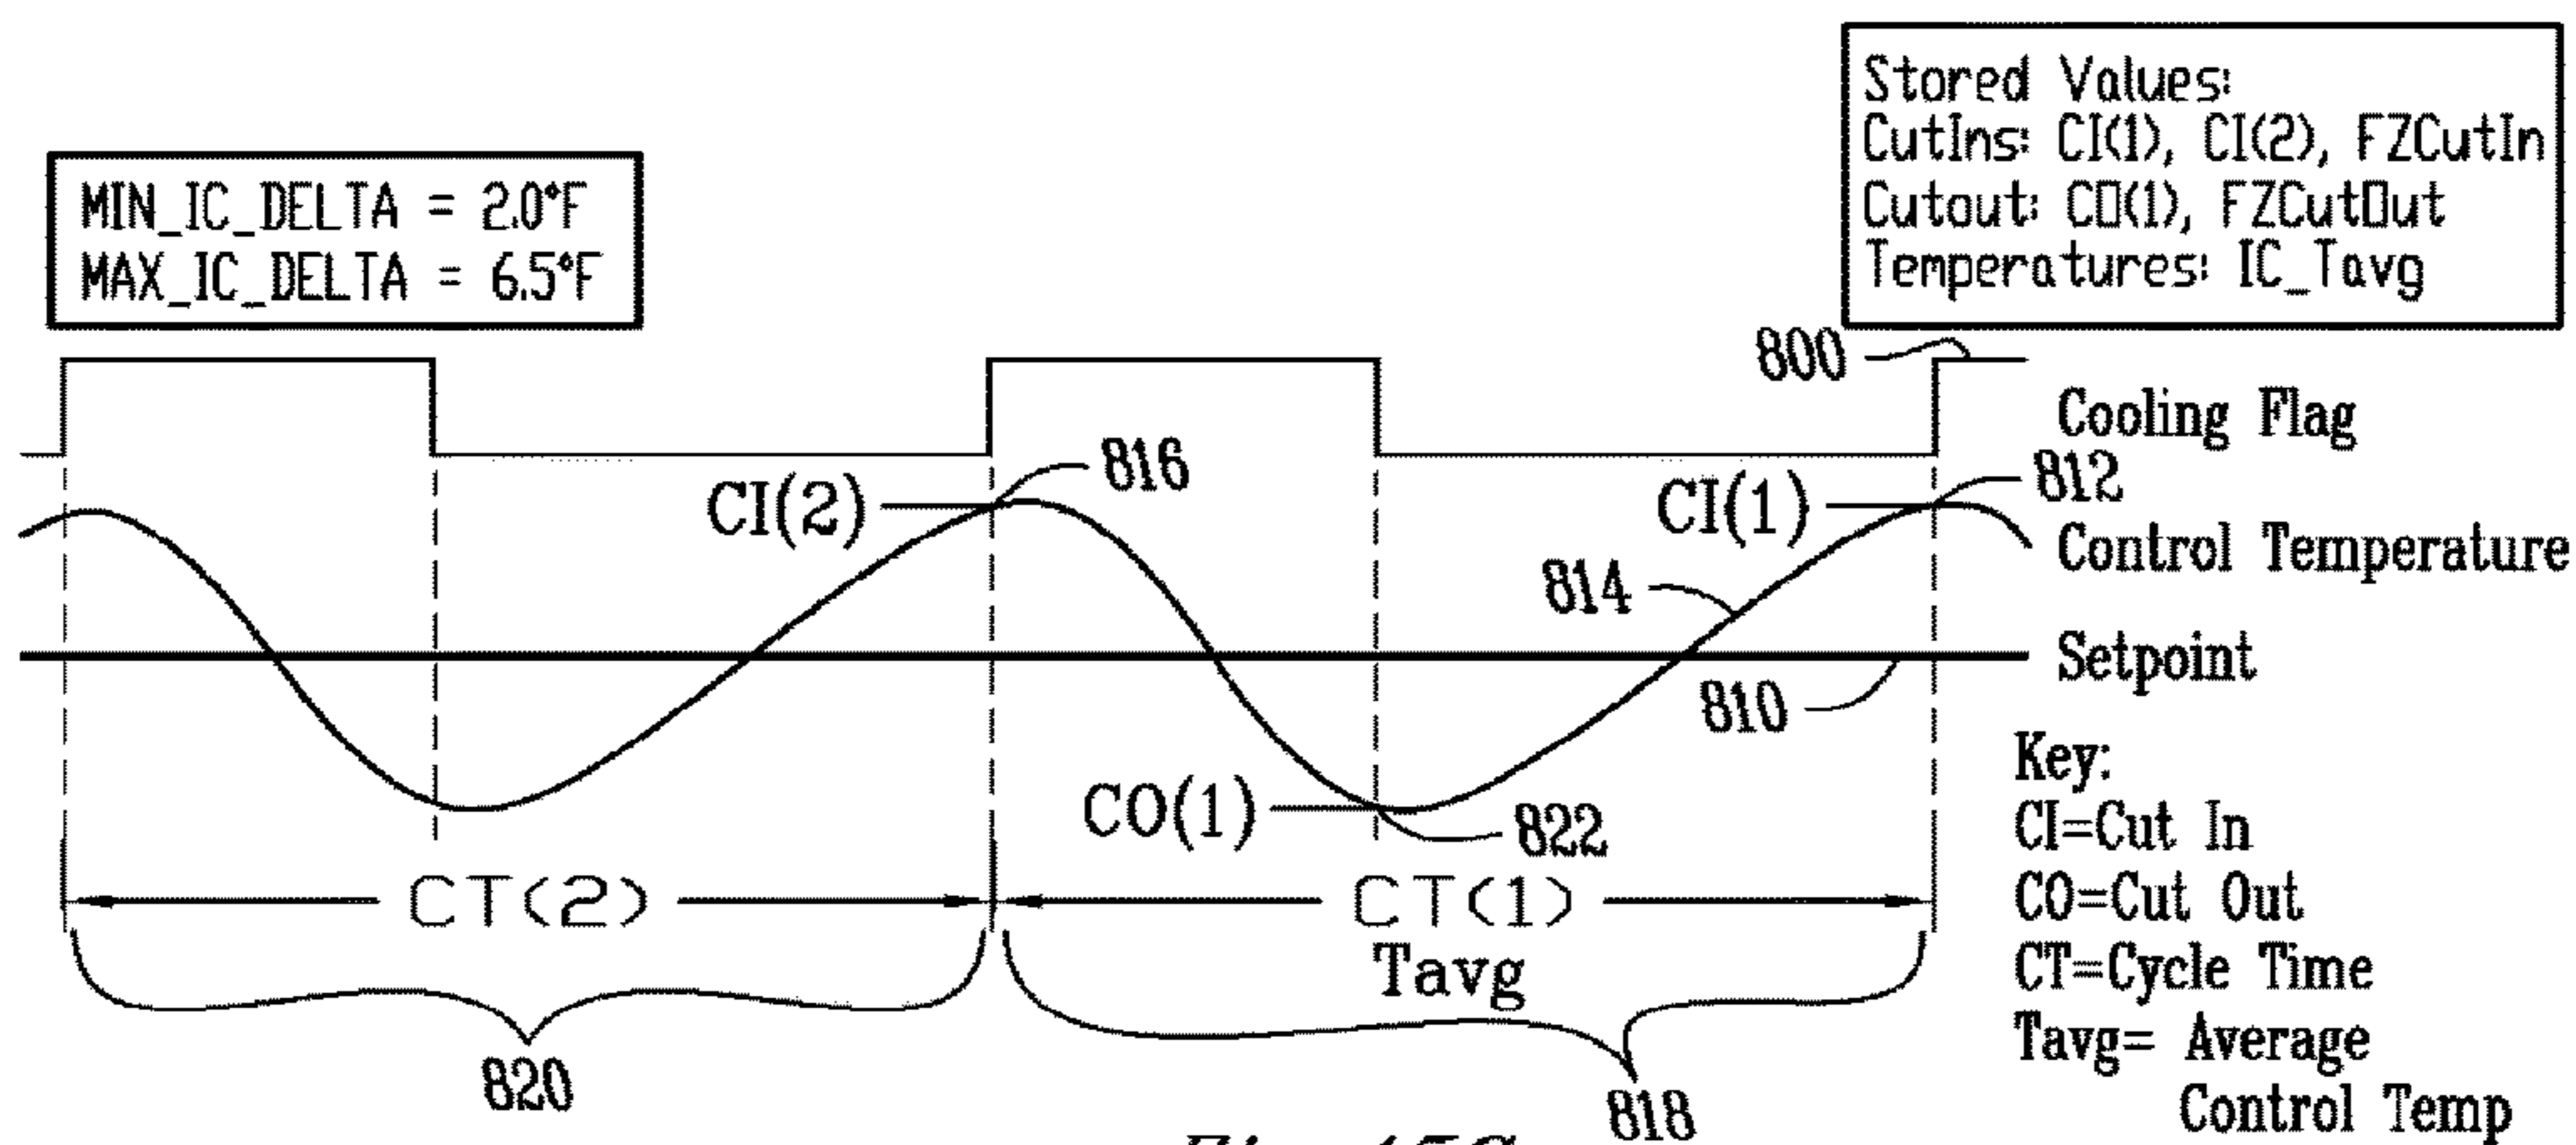 Stored Values:
CutIns: CI(1), CI(2), FZCutIn
Cutout: CO(1), FZCutOut
Temperatures: IC_Tavg
MIN_IC_DELTA = 2.0°F
MAX_IC_DELTA = 6.5°F
800
Cooling Flag
816
812
CI(2)
CI(1)
Control Temperature
814
Setpoint
810
CO(1)
822
Key:
CI=Cut In
CO=Cut Out
CT=Cycle Time
Tavg= Average
Control Temp
CT(2)
CT(1)
Tavg
820
818